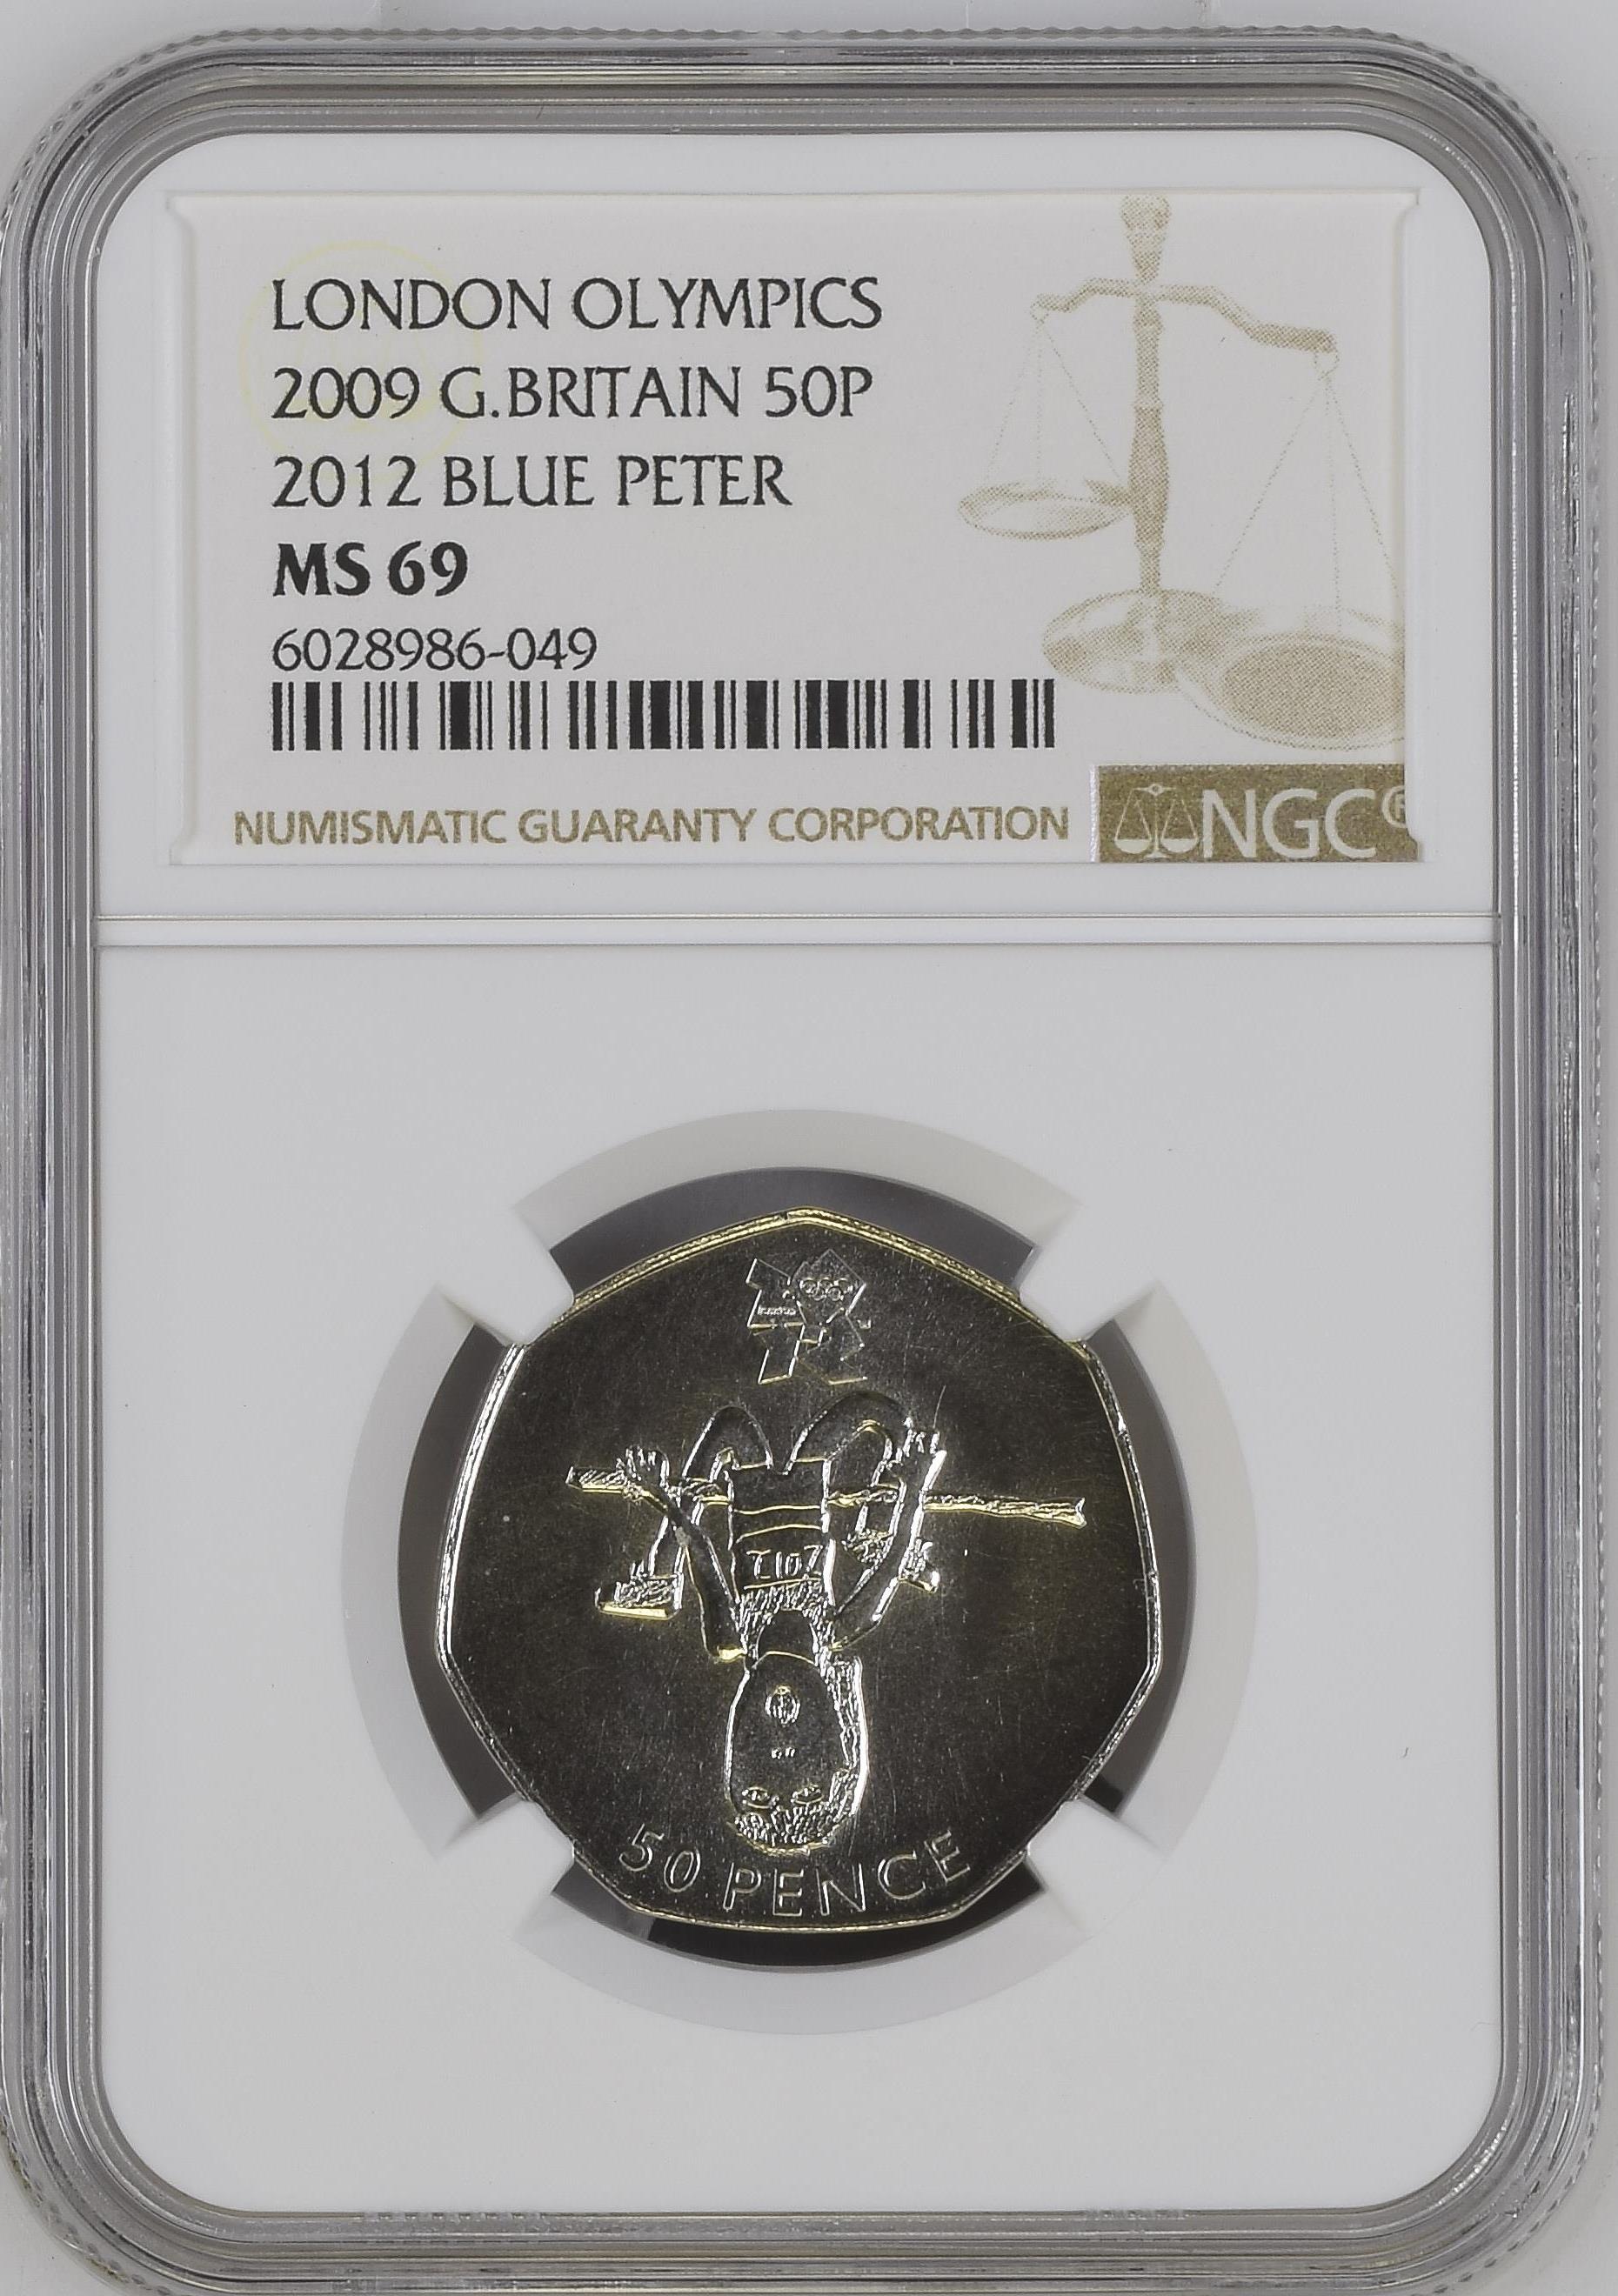 LONDON OLYMPICS
2009 G.BRITAIN 50P
2012 BLUE PETER
MS 69
6028986-049
NUMISMATIC GUARANTY CORPORATION
NGC®
2012
50 PENCE